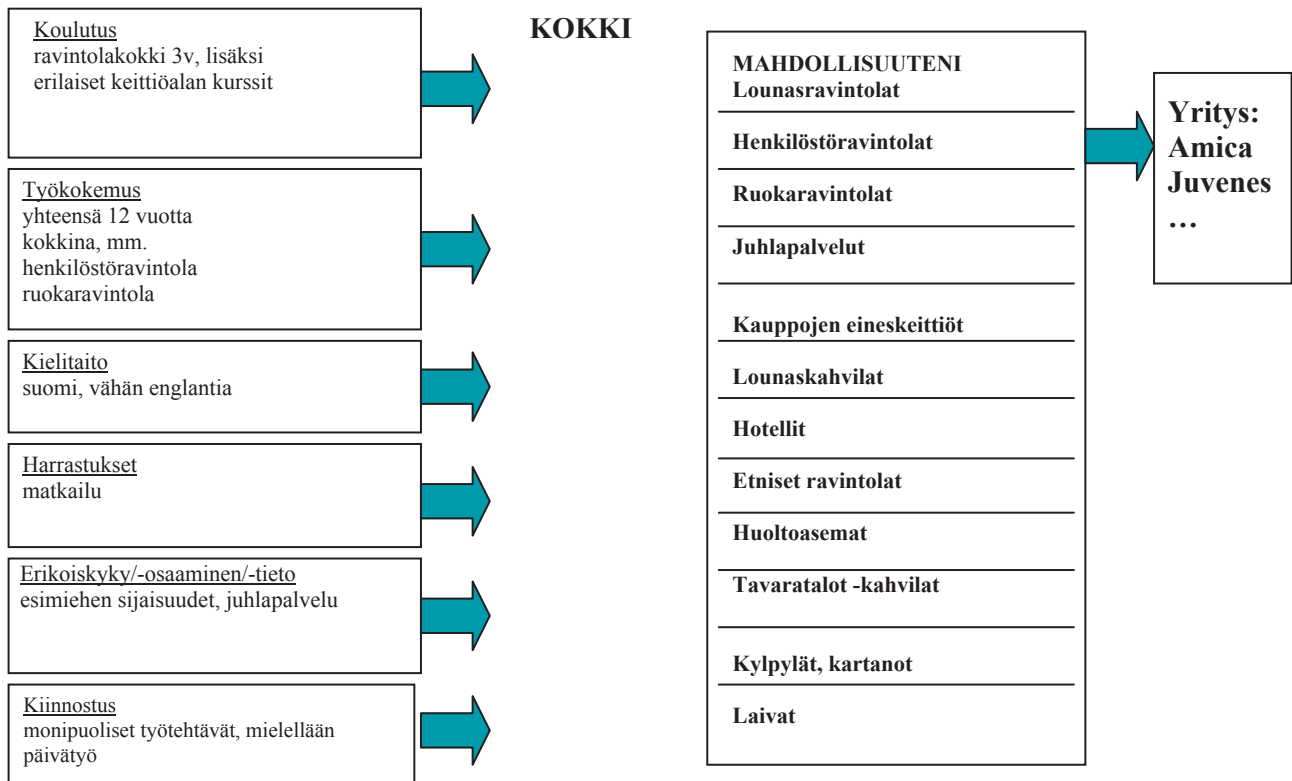 Koulutus
ravintolakokki 3v, lisäksi
erilaiset keittiöalan kurssit
Työkokemus
yhteensä 12 vuotta
kokkina, mm.
henkilöstöravintola
ruokaravintola
Kielitaito
suomi, vähän englantia
Harrastukset
matkailu
Erikoiskyky/-osaaminen/-tieto
esimiehen sijaisuudet, juhlapalvelu
Kiinnostus
monipuoliset työtehtävät, mielellään
päivätyö
KOKKI
MAHDOLLISUUTENI
Lounasravintolat
Henkilöstöravintolat
Ruokaravintolat
Juhlapalvelut
Kauppojen eineskeittiöt
Lounaskahvilat
Hotellit
Etniset ravintolat
Huoltoasemat
Tavaratalot -kahvilat
Kylpylät, kartanot
Laivat
Yritys:
Amica
Juvenes
…